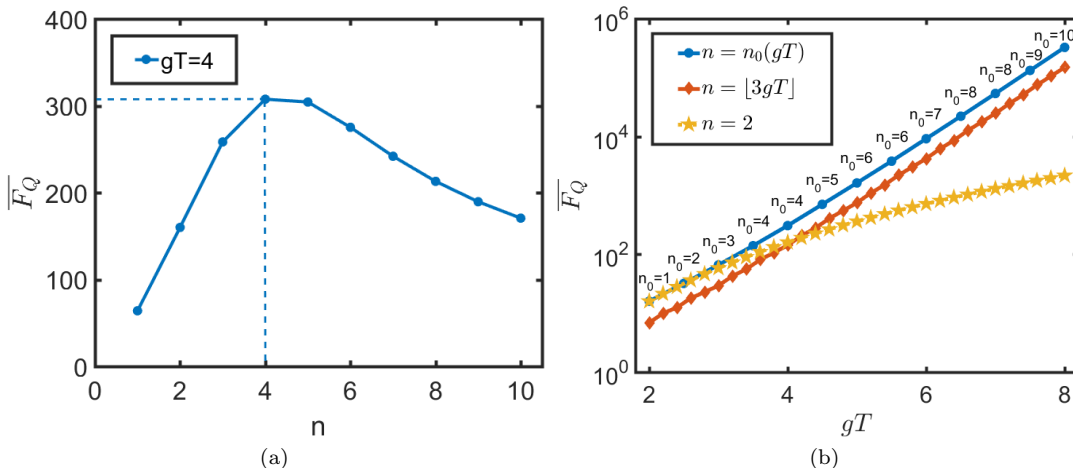 400
300
200
100
0
gT=4
F̅_Q
0 2 4 6 8 10
n
(a)
10^6
10^4
10^2
10^0
n = n_0(gT)
n = ⌊3gT⌋
n = 2
n_0=10
n_0=9
n_0=8
n_0=8
n_0=7
n_0=6
n_0=6
n_0=5
n_0=4
n_0=4
n_0=3
n_0=2
n_0=1
F̅_Q
2 4 6 8
gT
(b)